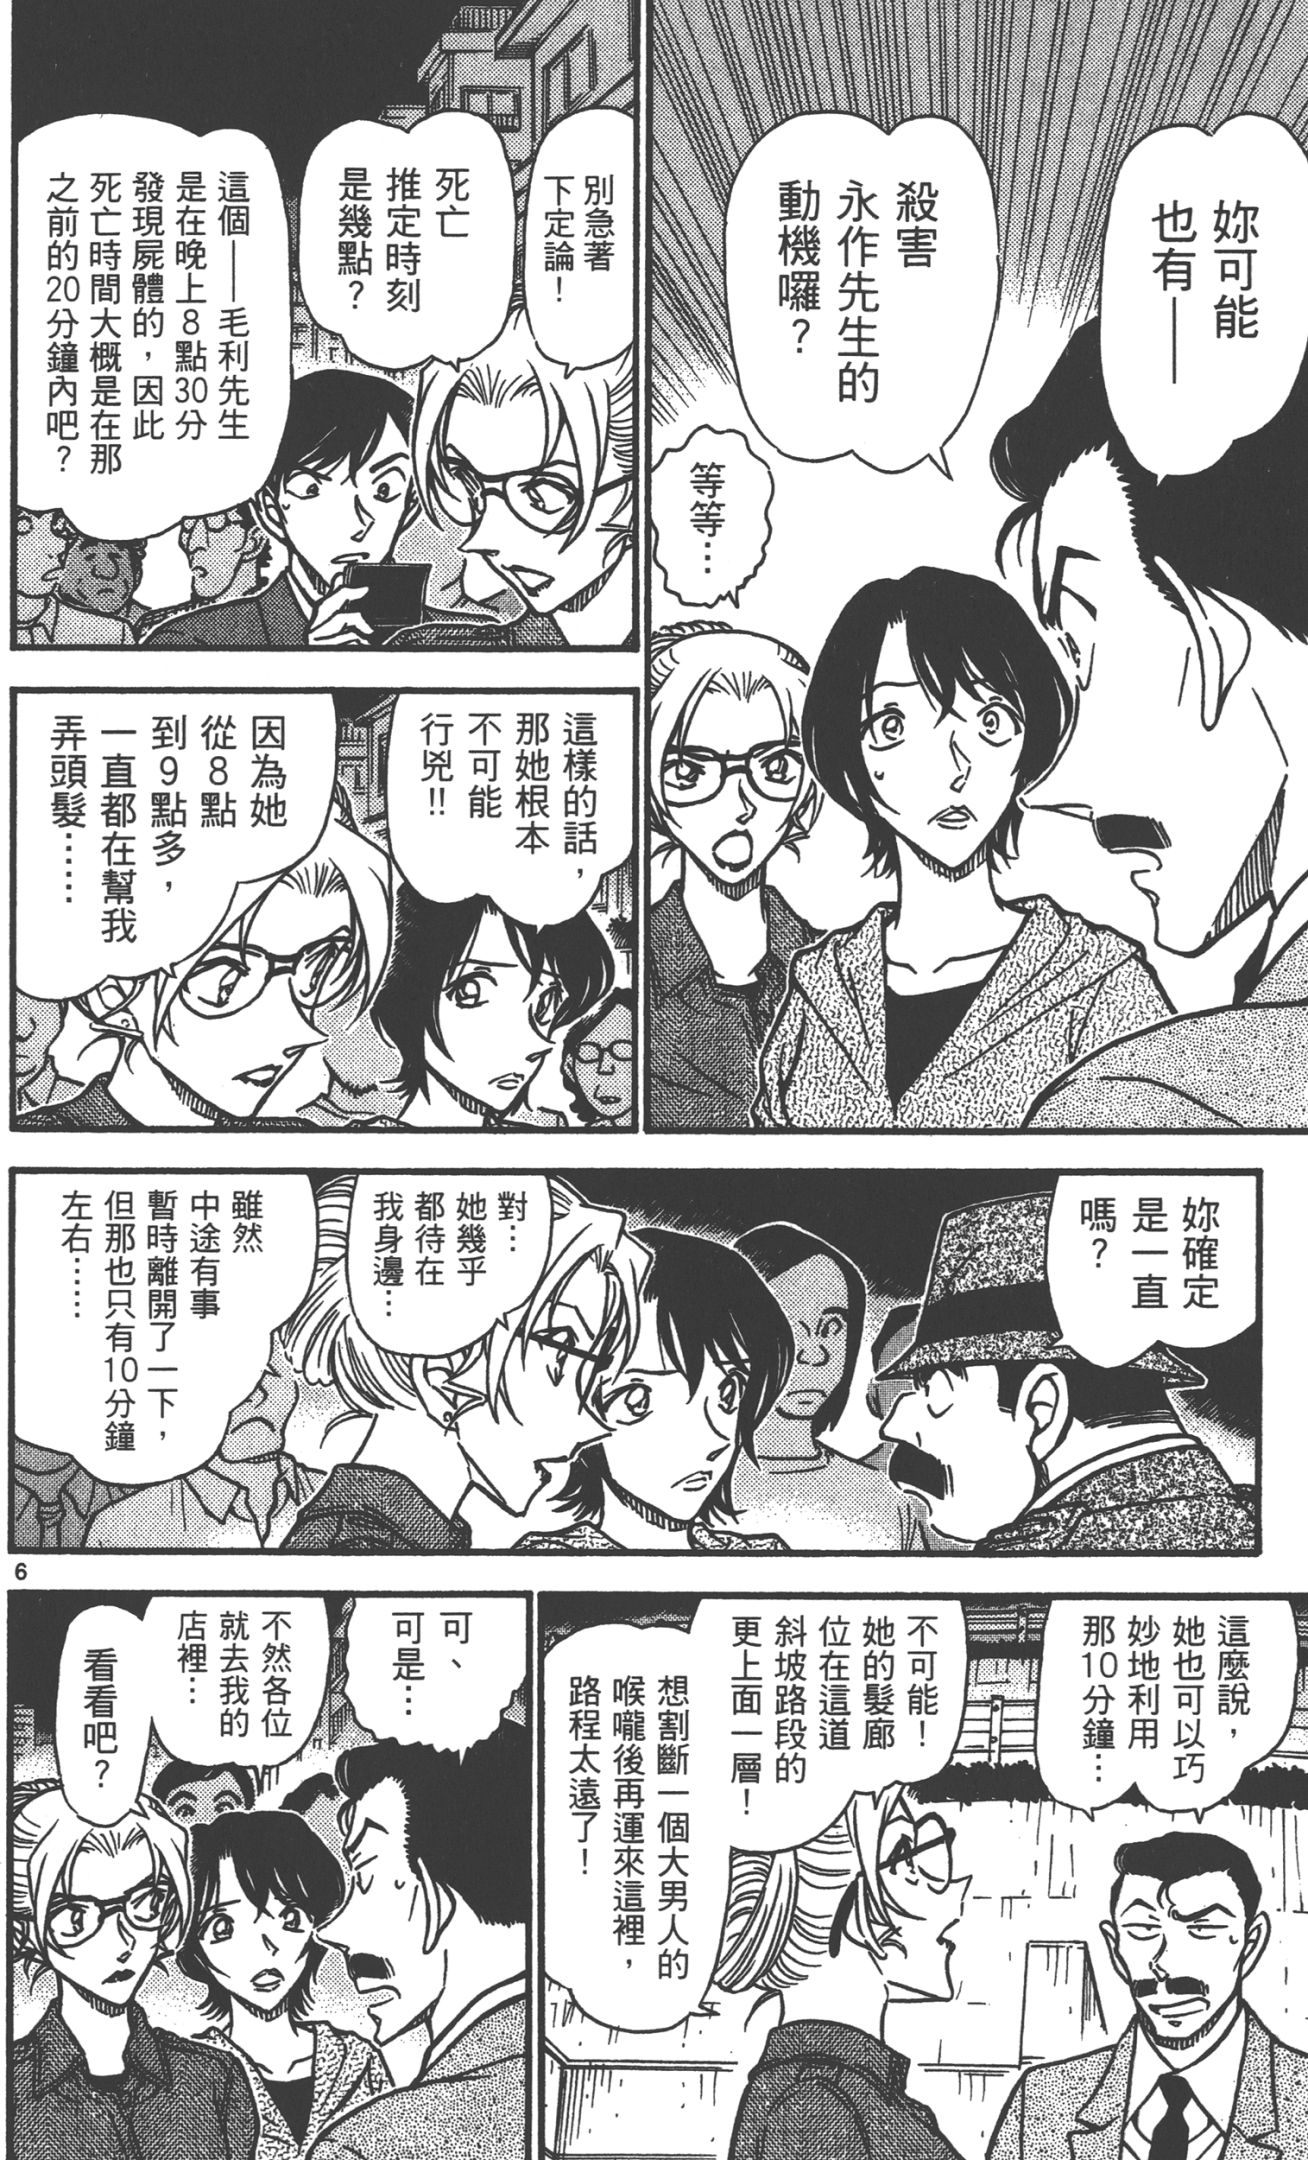 妳可能
也有——
殺害
永作先生的
動機囉？
等等…
別急著
下定論！
死亡
推定時刻
是幾點？
這個——毛利先生
是在晚上8點30分
發現屍體的，因此
死亡時間大概是在那
之前的20分鐘內吧？
這樣的話，
那她根本
不可能
行兇!!
因為她
從8點
到9點多，
一直都在幫我
弄頭髮……
妳確定
是一直
嗎？
對…
她幾乎
都待在
我身邊…
雖然
中途有事
暫時離開了一下，
但那也只有10分鐘
左右……
6
這麼說，
她也可以巧
妙地利用
那10分鐘…
不可能！
她的髮廊
位在這道
斜坡路段的
更上面一層！
想割斷一個大男人的
喉嚨後再運來這裡，
路程太遠了！
可、
可是…
不然各位
就去我的
店裡…
看看吧？